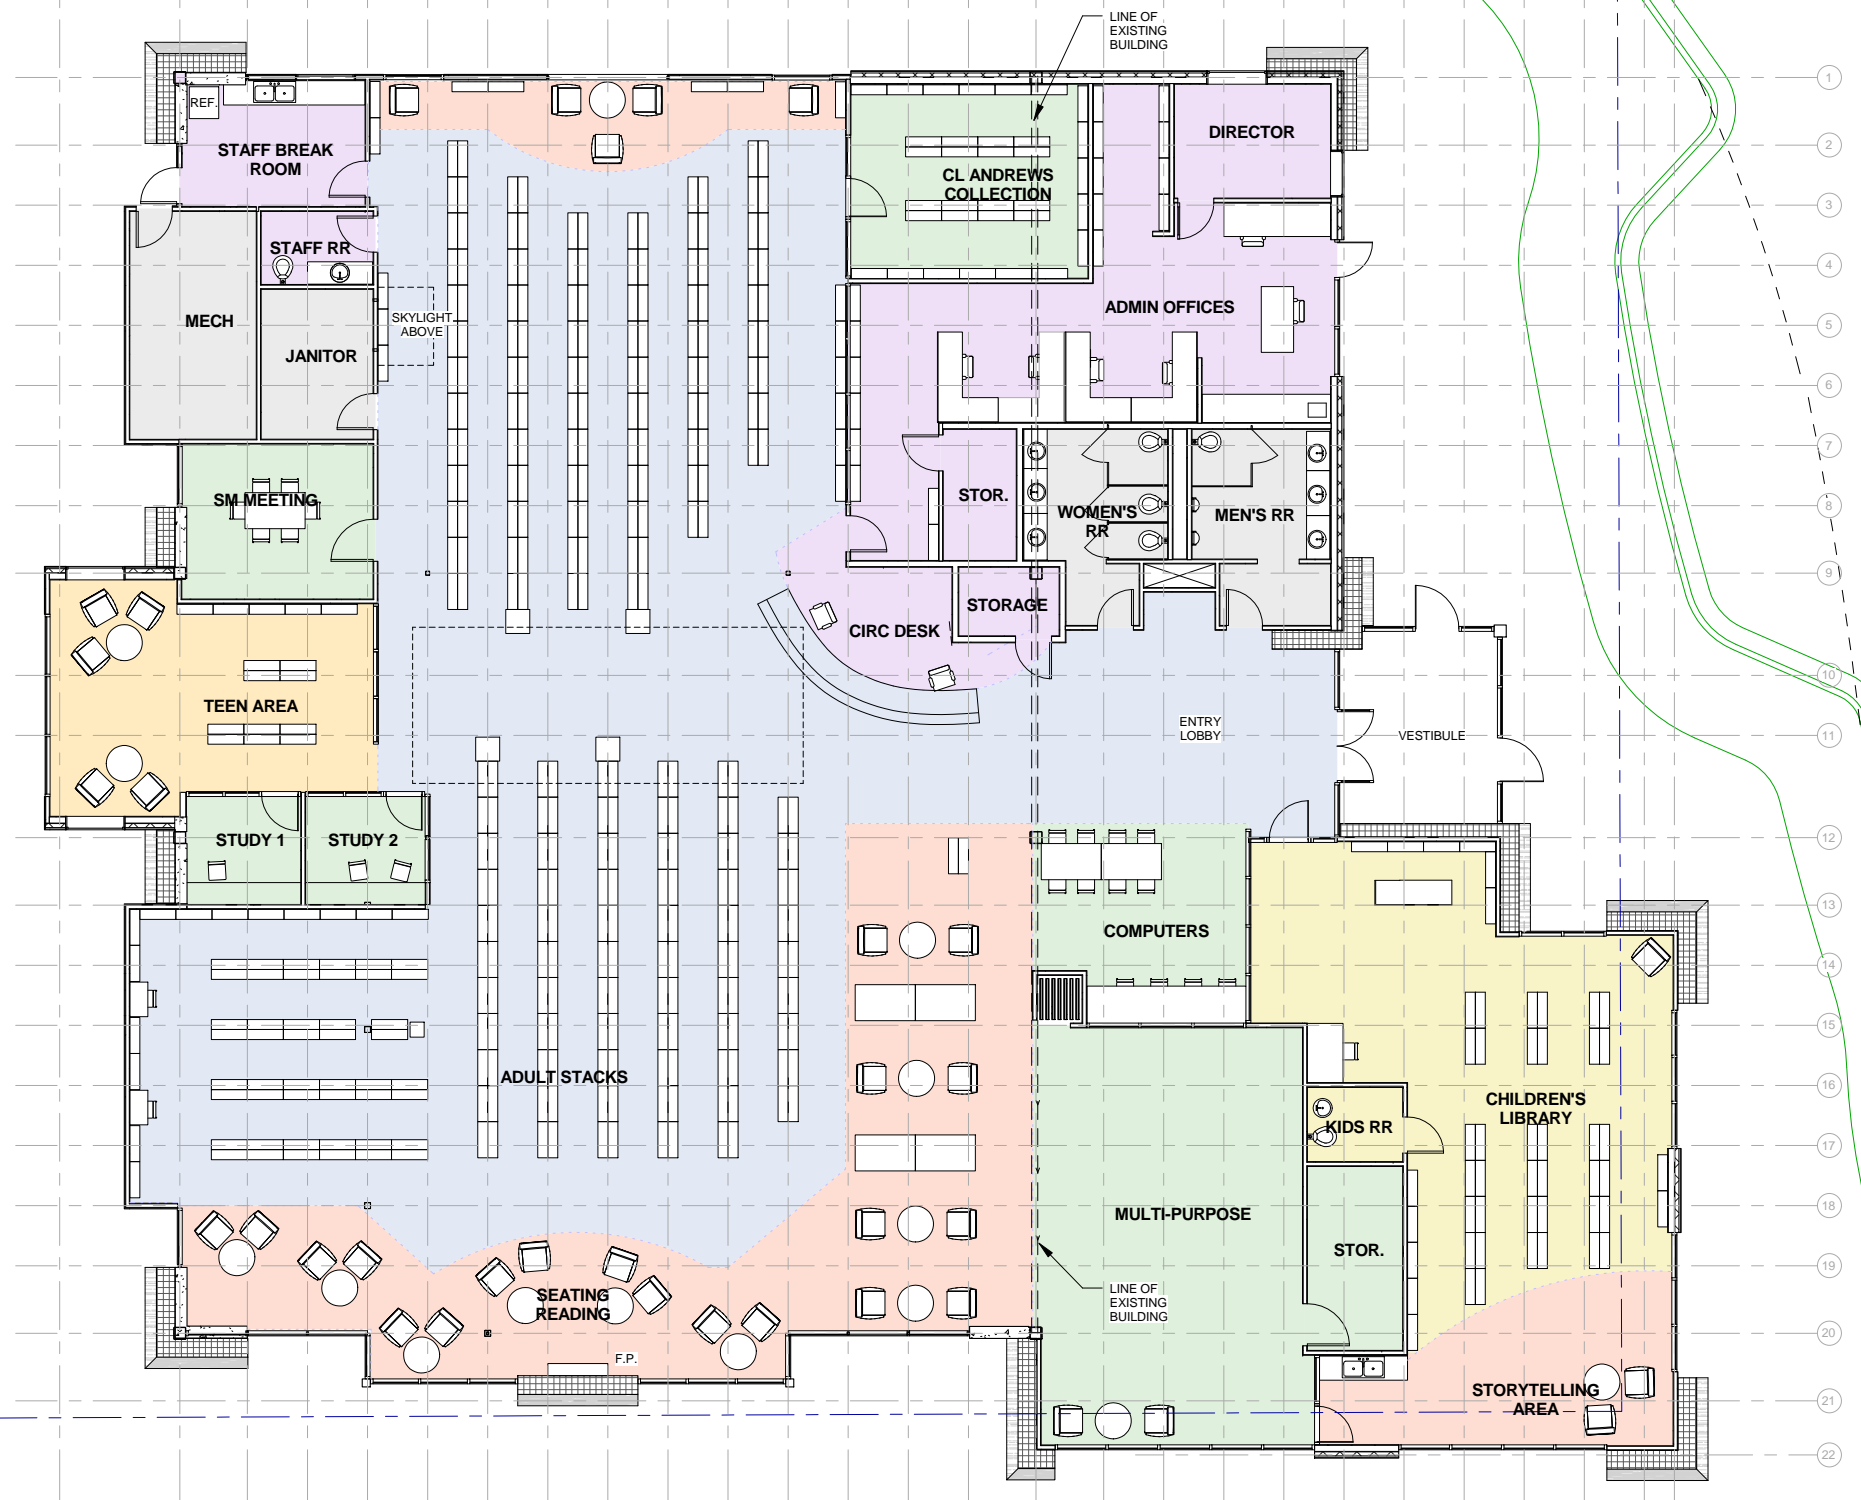 LINE OF
EXISTING
BUILDING
1
REF.
DIRECTOR
STAFF BREAK
ROOM
2
CL ANDREWS
COLLECTION
3
STAFF RR
4
ADMIN OFFICES
MECH
SKYLIGHT
ABOVE
5
JANITOR
6
7
SM MEETING
STOR.
WOMEN'S
RR
MEN'S RR
8
9
STORAGE
CIRC DESK
10
TEEN AREA
ENTRY
LOBBY
VESTIBULE
11
STUDY 1
STUDY 2
12
13
COMPUTERS
14
15
ADULT STACKS
16
CHILDREN'S
LIBRARY
KIDS RR
17
MULTI-PURPOSE
18
STOR.
19
LINE OF
EXISTING
BUILDING
SEATING
READING
20
F.P.
STORYTELLING
AREA
21
22